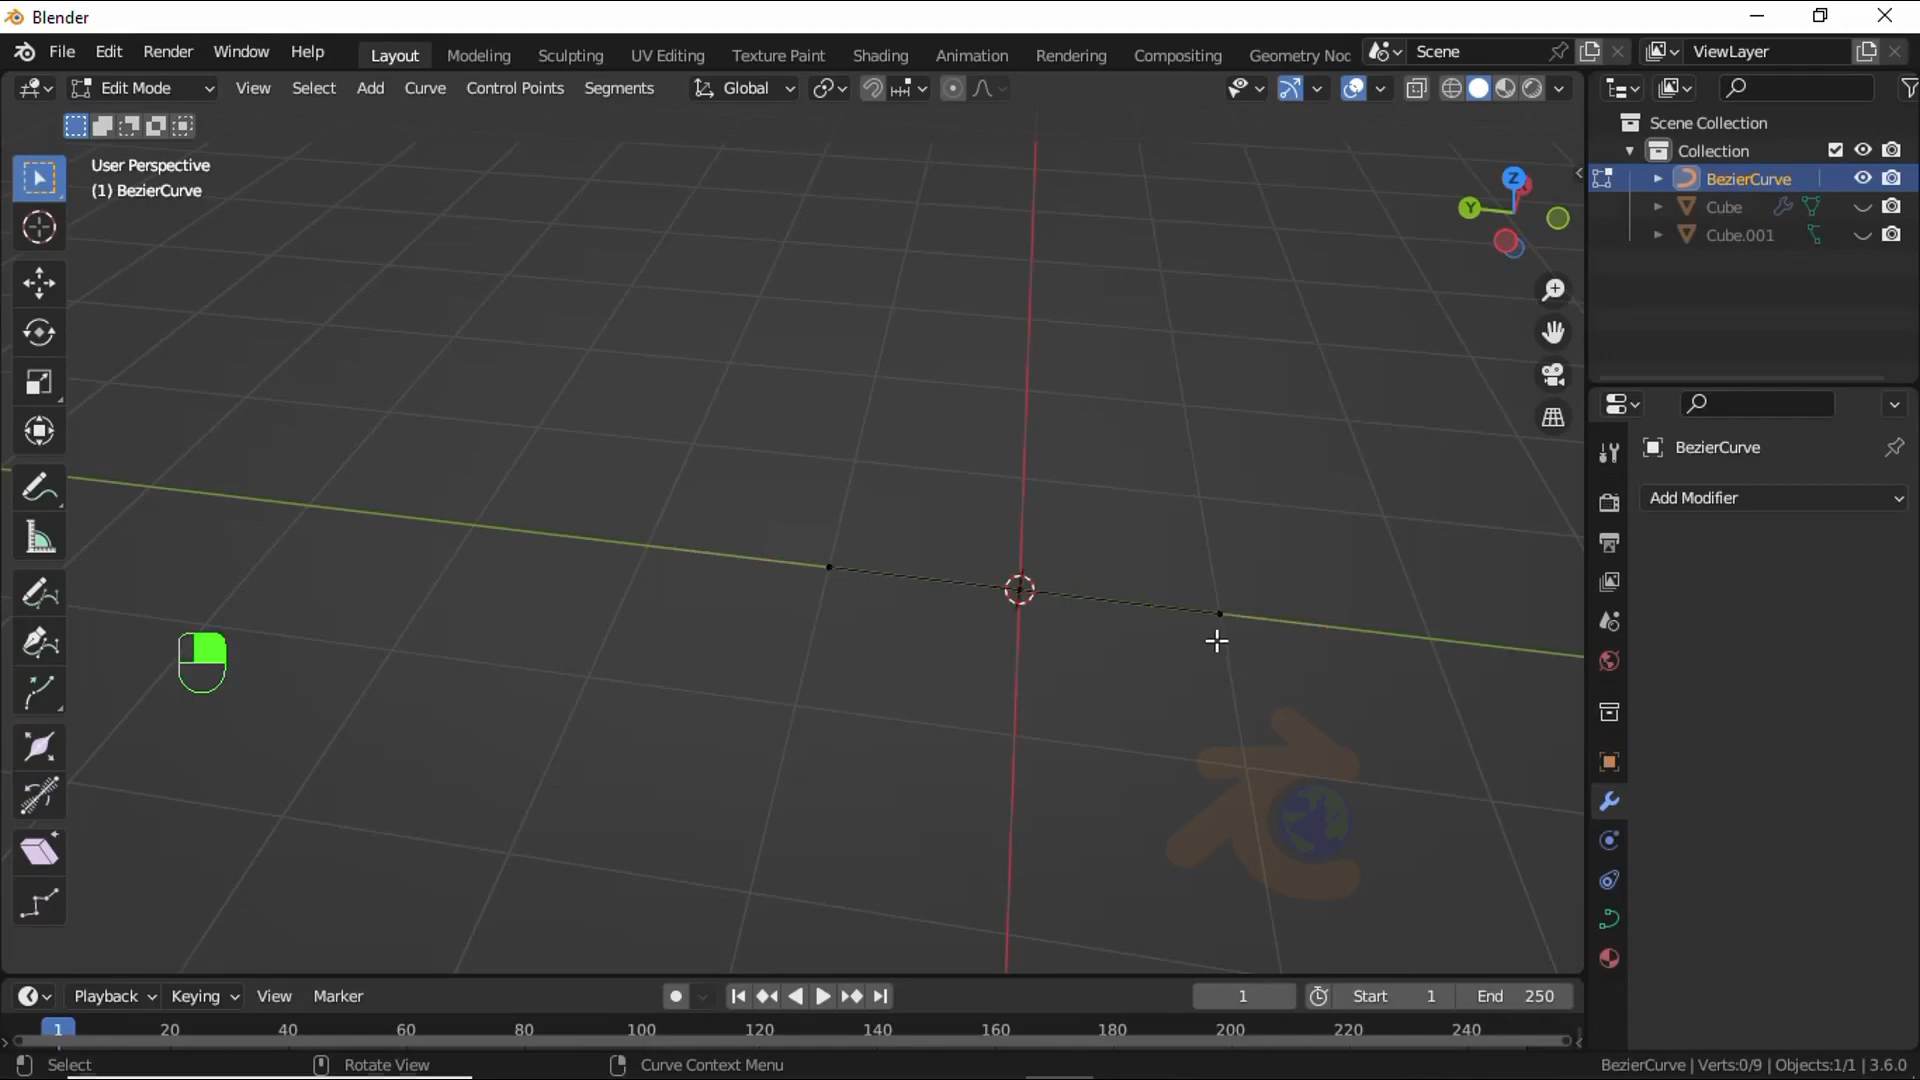 Blender
File Edit Render Window Help Layout Modeling Sculpting UV Editing Texture Paint Shading Animation Rendering Compositing Geometry Noc Scene ViewLayer
Edit Mode View Select Add Curve Control Points Segments Global
User Perspective
(1) BezierCurve
Z
Y
Scene Collection
Collection
BezierCurve
Cube
Cube.001
BezierCurve
Add Modifier
Playback Keying View Marker 1 Start 1 End 250
1 20 40 60 80 100 120 140 160 180 200 220 240
Select Rotate View Curve Context Menu BezierCurve | Verts:0/9 | Objects:1/1 | 3.6.0